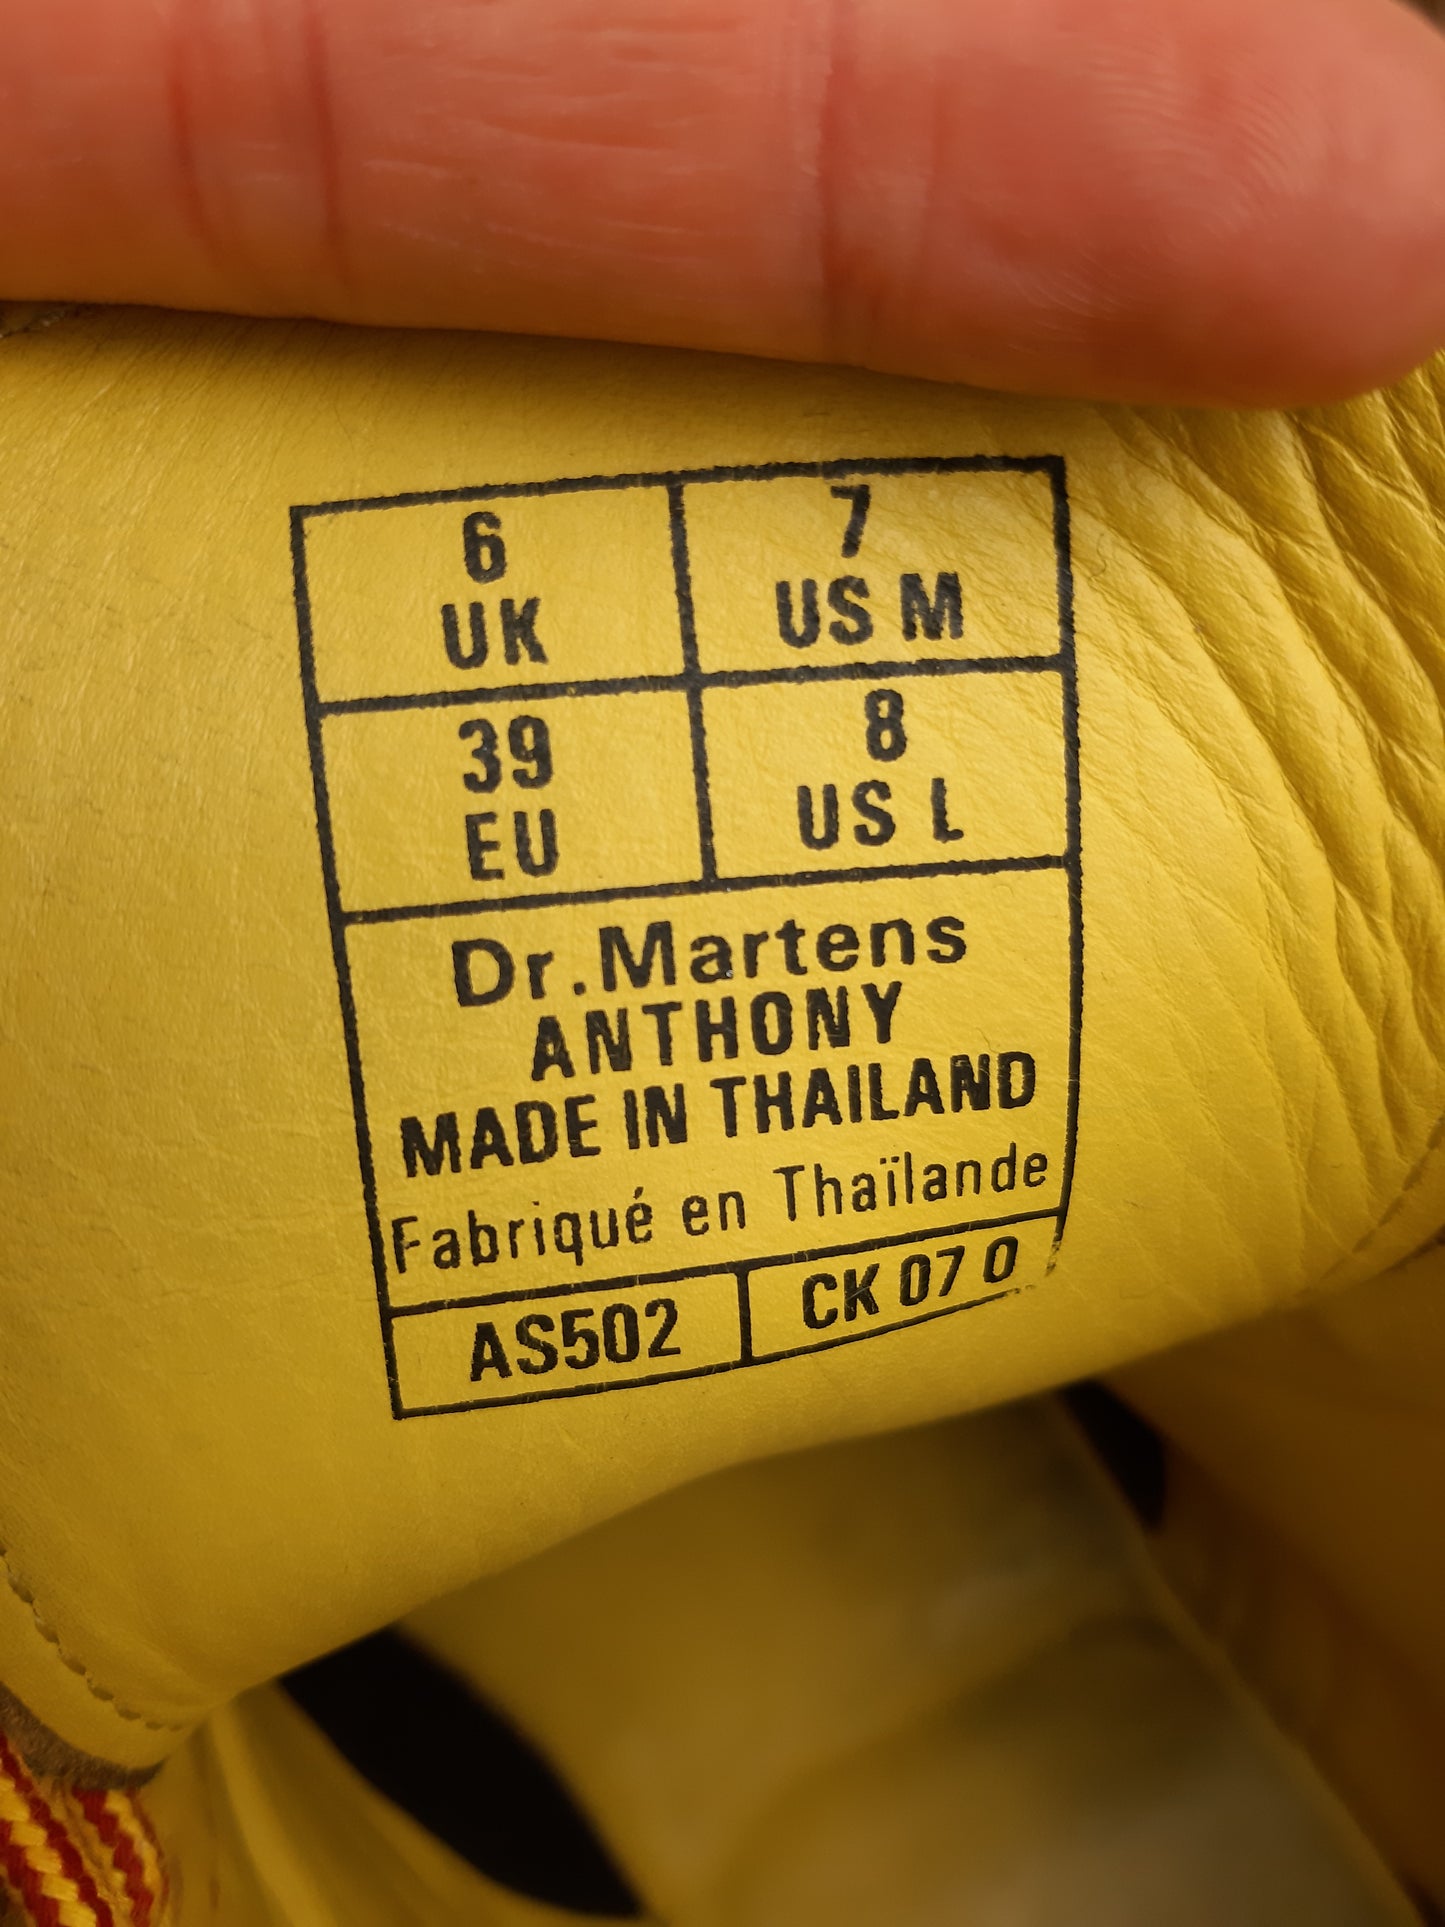 6
UK
7
US M
39
EU
8
US L
Dr.Martens
ANTHONY
MADE IN THAILAND
Fabriqué en Thaïlande
AS502
CK 07 0